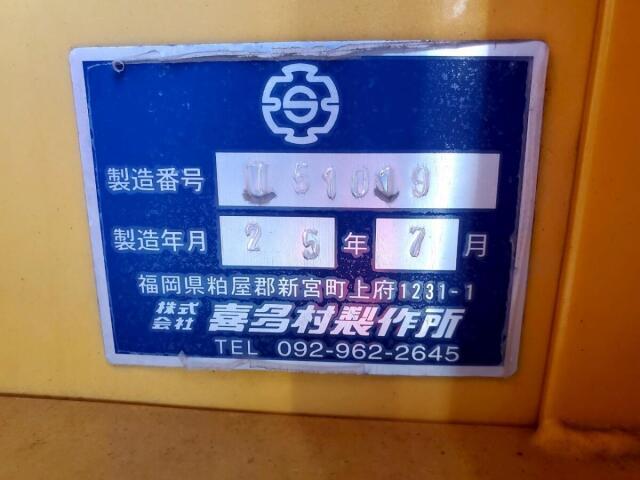 製造番号 U51019
製造年月 25年7月
福岡県粕屋郡新宮町上府1231-1
株式会社 喜多村製作所
TEL 092-962-2645